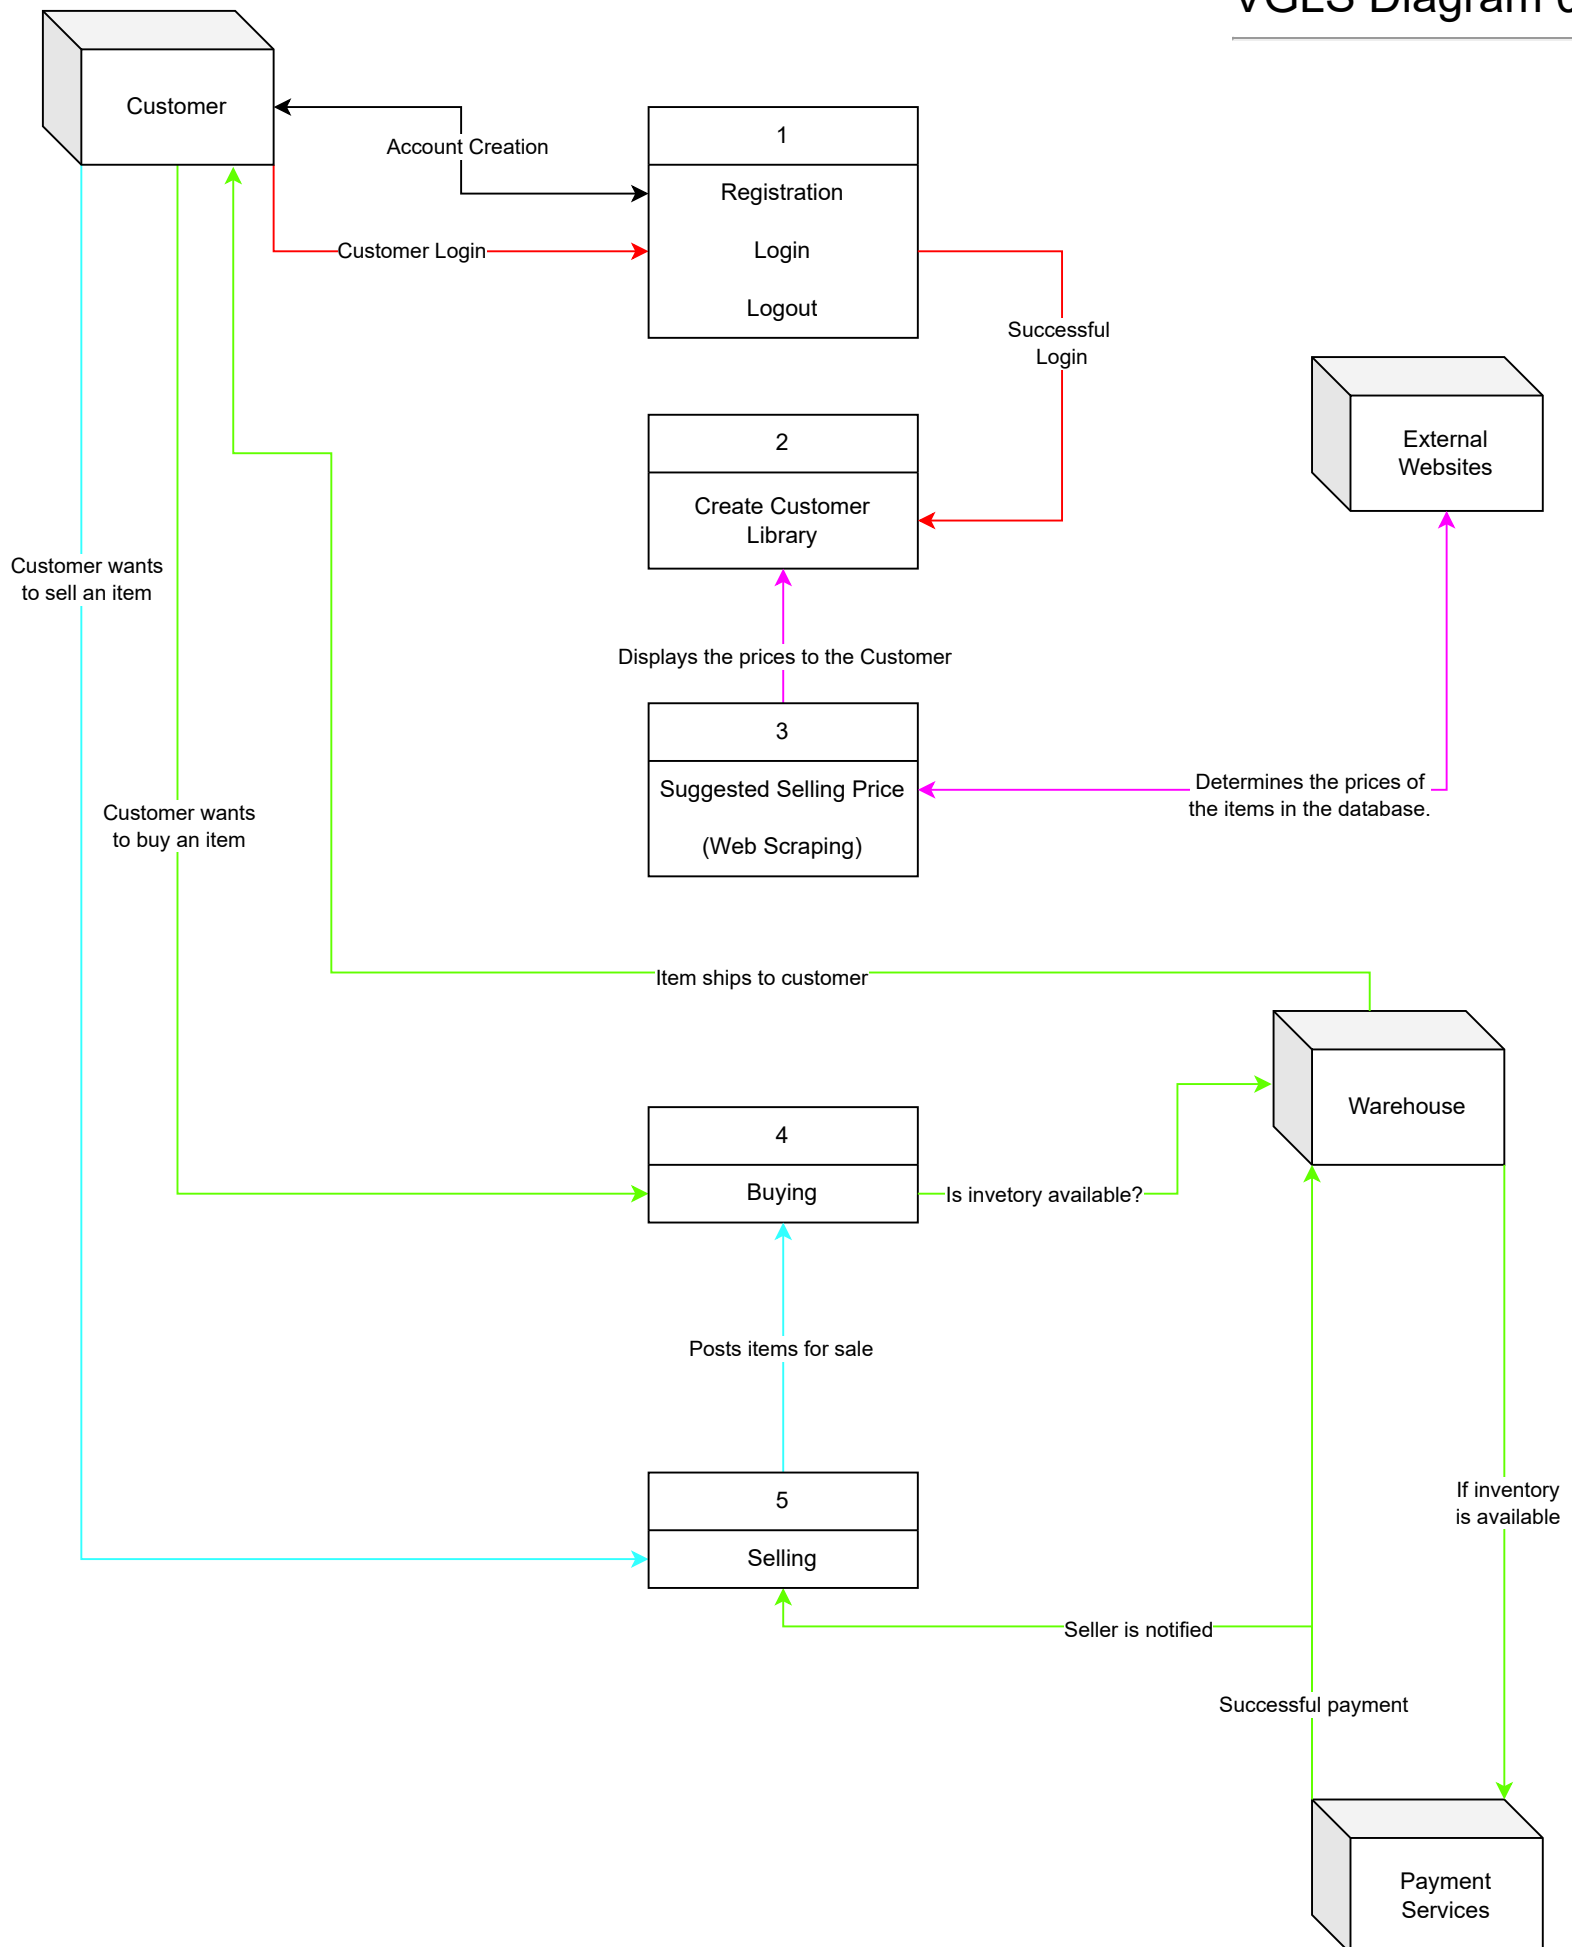 VGLS Diagram
Customer
Account Creation
1
Registration
Login
Logout
Customer Login
Successful
Login
2
Create Customer
Library
External
Websites
Customer wants
to sell an item
Displays the prices to the Customer
3
Suggested Selling Price
(Web Scraping)
Determines the prices of
the items in the database.
Customer wants
to buy an item
Item ships to customer
Warehouse
4
Buying
Is invetory available?
Posts items for sale
5
Selling
If inventory
is available
Seller is notified
Successful payment
Payment
Services